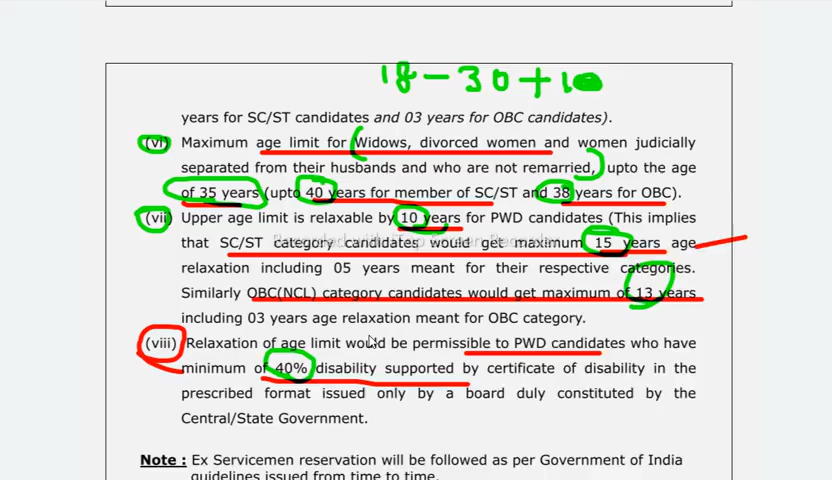 18-30+10
years for SC/ST candidates and 03 years for OBC candidates).
(vi) Maximum age limit for Widows, divorced women and women judicially
separated from their husbands and who are not remarried, upto the age
of 35 years (upto 40 years for member of SC/ST and 38 years for OBC).
(vii) Upper age limit is relaxable by 10 years for PWD candidates (This implies
that SC/ST category candidates would get maximum 15 years age
relaxation including 05 years meant for their respective categories.
Similarly OBC(NCL) category candidates would get maximum of 13 years
including 03 years age relaxation meant for OBC category.
(viii) Relaxation of age limit would be permissible to PWD candidates who have
minimum of 40% disability supported by certificate of disability in the
prescribed format issued only by a board duly constituted by the
Central/State Government.
Note : Ex Servicemen reservation will be followed as per Government of India
guidelines issued from time to time.